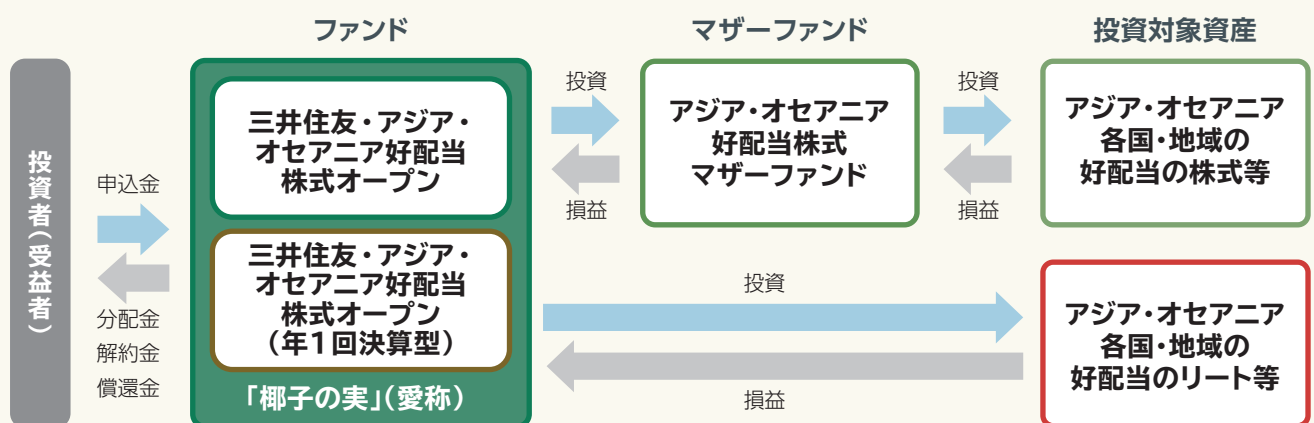 ファンド
マザーファンド
投資対象資産
投資者（受益者）
申込金
分配金
解約金
償還金
三井住友・アジア・
オセアニア好配当
株式オープン
三井住友・アジア・
オセアニア好配当
株式オープン
（年1回決算型）
「椰子の実」（愛称）
投資
損益
アジア・オセアニア
好配当株式
マザーファンド
投資
損益
アジア・オセアニア
各国・地域の
好配当の株式等
投資
損益
アジア・オセアニア
各国・地域の
好配当のリート等